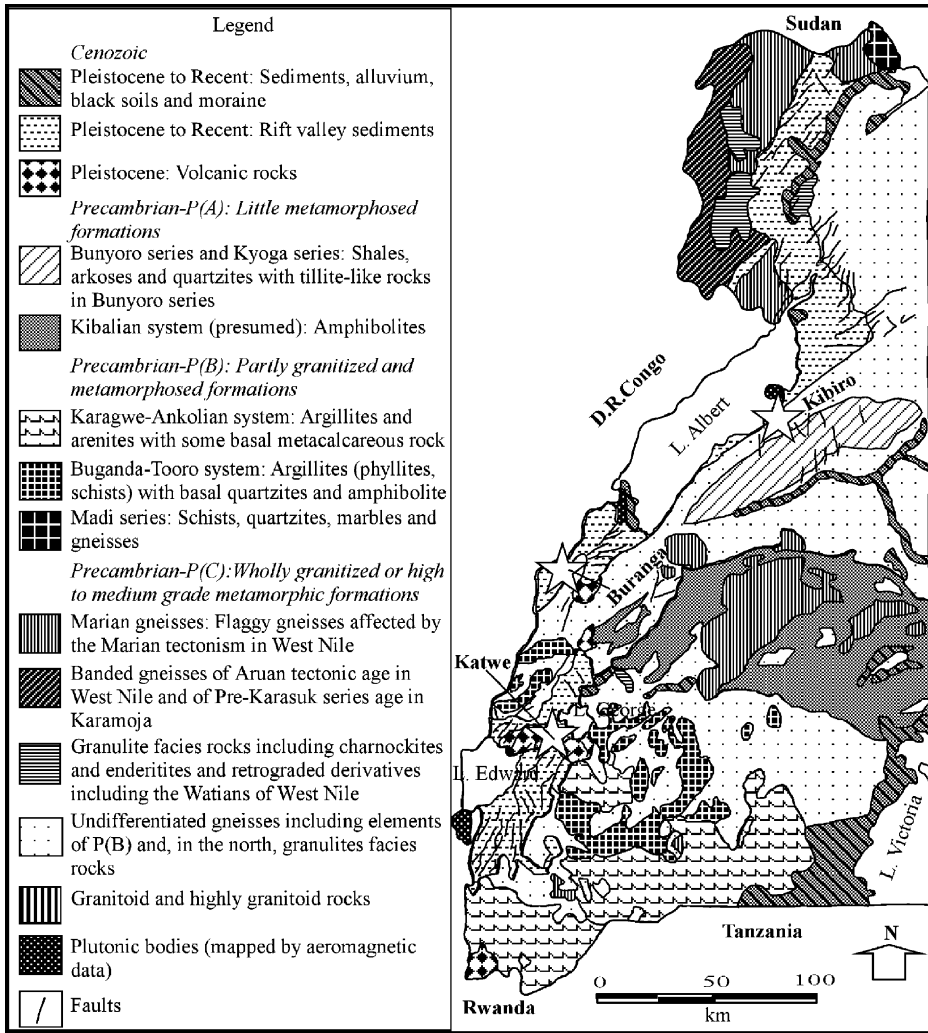 Legend
Cenozoic
Pleistocene to Recent: Sediments, alluvium,
black soils and moraine
Pleistocene to Recent: Rift valley sediments
Pleistocene: Volcanic rocks
Precambrian-P(A): Little metamorphosed
formations
Bunyoro series and Kyoga series: Shales,
arkoses and quartzites with tillite-like rocks
in Bunyoro series
Kibalian system (presumed): Amphibolites
Precambrian-P(B): Partly granitized and
metamorphosed formations
Karagwe-Ankolian system: Argillites and
arenites with some basal metacalcareous rock
Buganda-Tooro system: Argillites (phyllites,
schists) with basal quartzites and amphibolite
Madi series: Schists, quartzites, marbles and
gneisses
Precambrian-P(C):Wholly granitized or high
to medium grade metamorphic formations
Marian gneisses: Flaggy gneisses affected by
the Marian tectonism in West Nile
Banded gneisses of Aruan tectonic age in
West Nile and of Pre-Karasuk series age in
Karamoja
Granulite facies rocks including charnockites
and enderitites and retrograded derivatives
including the Watians of West Nile
Undifferentiated gneisses including elements
of P(B) and, in the north, granulites facies
rocks
Granitoid and highly granitoid rocks
Plutonic bodies (mapped by aeromagnetic
data)
Faults
Sudan
D.R.Congo
L. Albert
Kibiro
Buranga
Katwe
L. George
L. Edward
L. Victoria
Tanzania
N
Rwanda
0 50 100
km